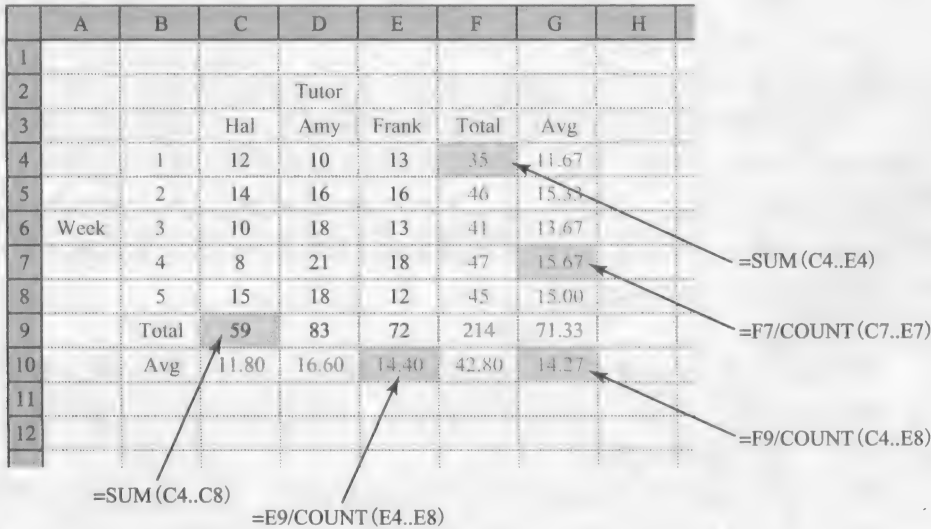 A B C D E F G H
1
2 Tutor
3 Hal Amy Frank Total Avg
4 1 12 10 13 35 11.67
5 2 14 16 16 46 15.33
6 Week 3 10 18 13 41 13.67
7 4 8 21 18 47 15.67
8 5 15 18 12 45 15.00
9 Total 59 83 72 214 71.33
10 Avg 11.80 16.60 14.40 42.80 14.27
11
12
=SUM(C4..E4)
=F7/COUNT(C7..E7)
=F9/COUNT(C4..E8)
=SUM(C4..C8)
=E9/COUNT(E4..E8)